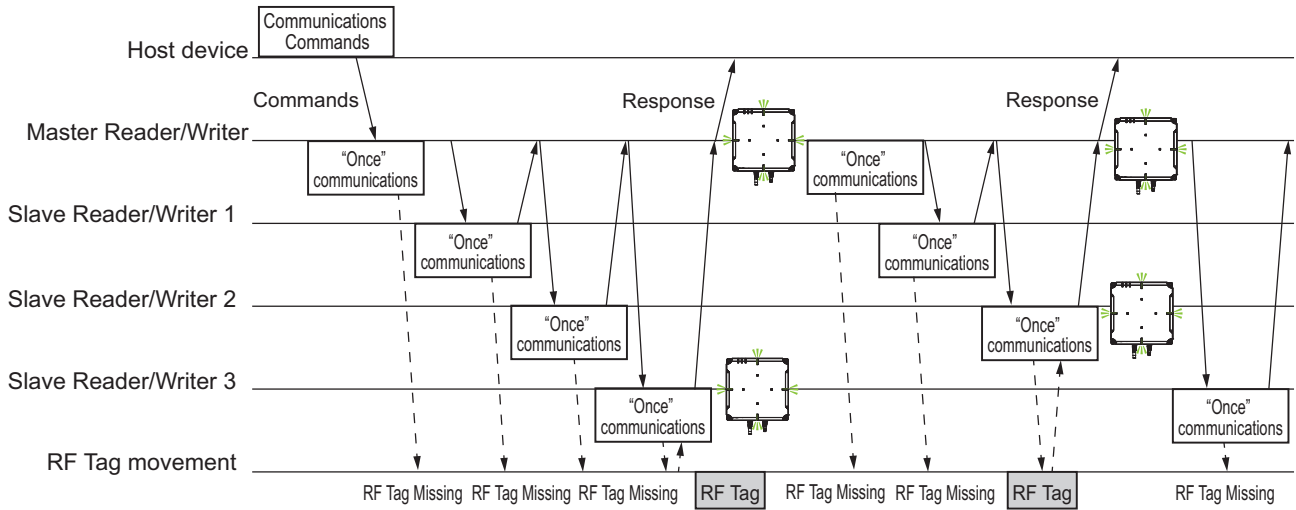 Communications
Commands
Host device
Commands
Response
Response
Master Reader/Writer
“Once”
communications
“Once”
communications
Slave Reader/Writer 1
“Once”
communications
“Once”
communications
Slave Reader/Writer 2
“Once”
communications
“Once”
communications
Slave Reader/Writer 3
“Once”
communications
“Once”
communications
RF Tag movement
RF Tag Missing
RF Tag Missing
RF Tag Missing
RF Tag
RF Tag Missing
RF Tag Missing
RF Tag
RF Tag Missing